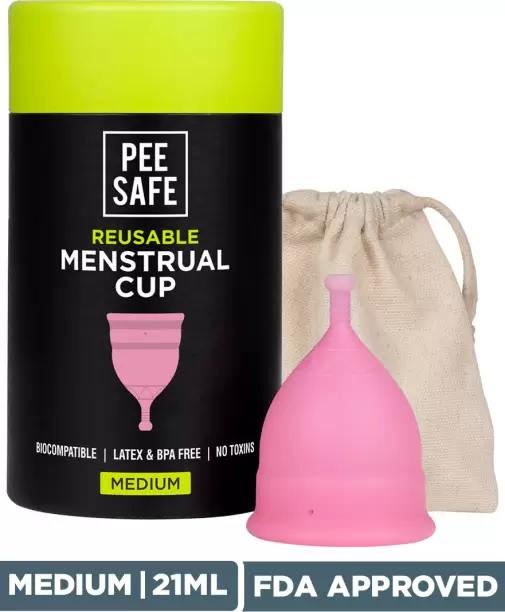 PEE
SAFE
REUSABLE
MENSTRUAL
CUP
BIOCOMPATIBLE | LATEX & BPA FREE | NO TOXINS
MEDIUM
MEDIUM | 21ML
FDA APPROVED